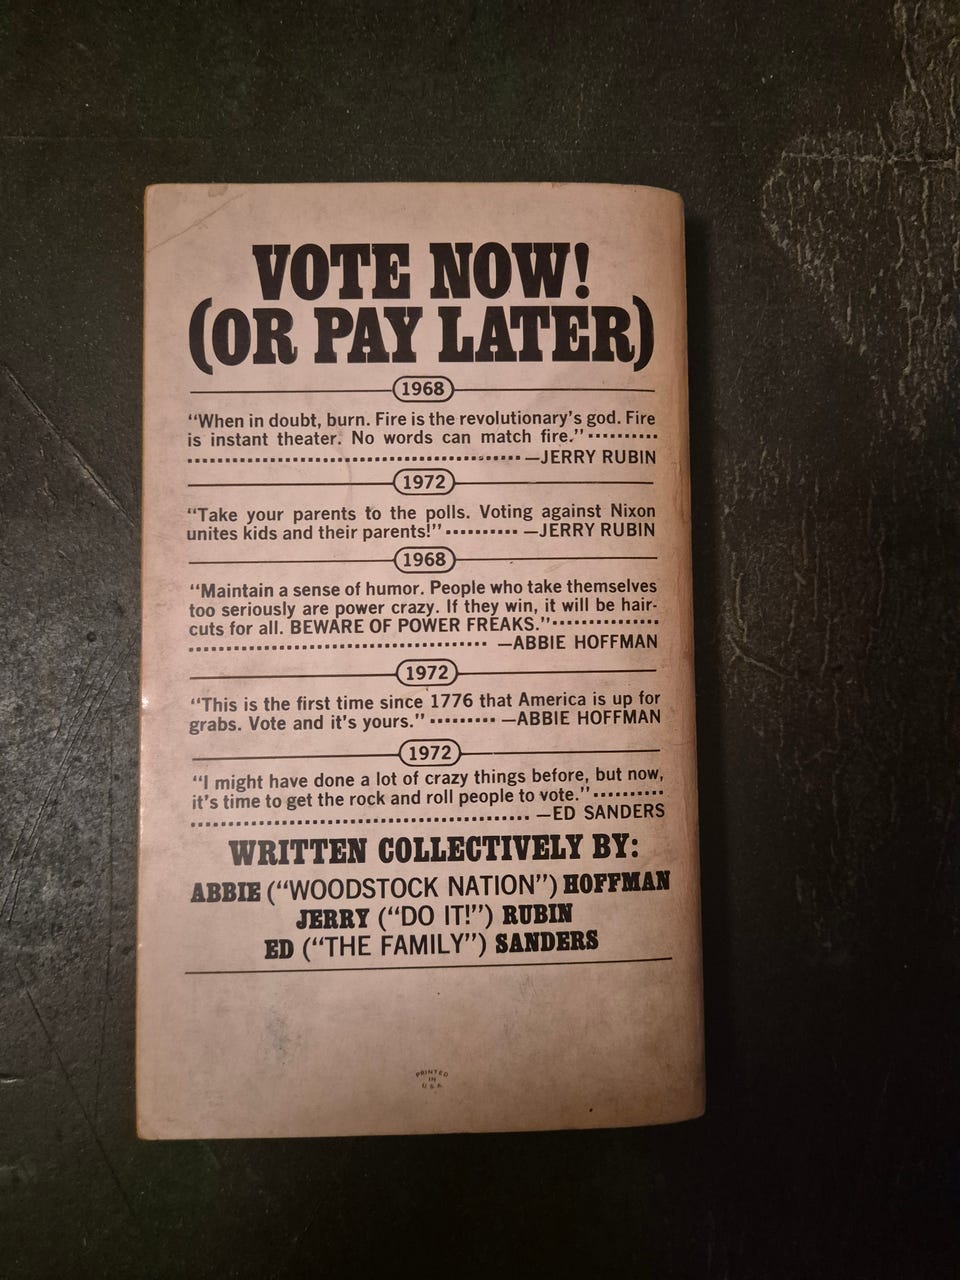 VOTE NOW!
(OR PAY LATER)
1968
“When in doubt, burn. Fire is the revolutionary’s god. Fire
is instant theater. No words can match fire.”
—JERRY RUBIN
1972
“Take your parents to the polls. Voting against Nixon
unites kids and their parents!” —JERRY RUBIN
1968
“Maintain a sense of humor. People who take themselves
too seriously are power crazy. If they win, it will be hair-
cuts for all. BEWARE OF POWER FREAKS.”
—ABBIE HOFFMAN
1972
“This is the first time since 1776 that America is up for
grabs. Vote and it’s yours.” —ABBIE HOFFMAN
1972
“I might have done a lot of crazy things before, but now,
it’s time to get the rock and roll people to vote.”
—ED SANDERS
WRITTEN COLLECTIVELY BY:
ABBIE (“WOODSTOCK NATION”) HOFFMAN
JERRY (“DO IT!”) RUBIN
ED (“THE FAMILY”) SANDERS
PRINTED
IN
U.S.A.